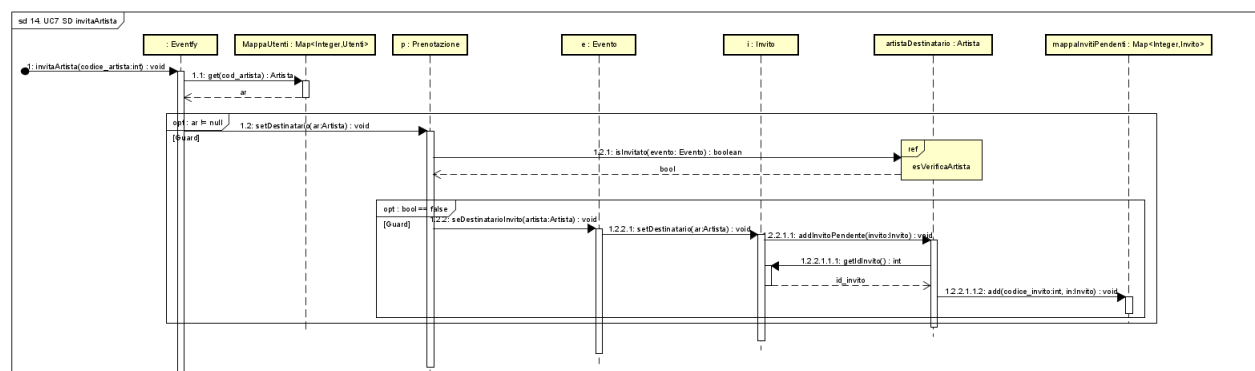 sd 14. UC7 SD invitaArtista
: Eventfy
MappaUtenti : Map<Integer,Utenti>
p : Prenotazione
e : Evento
i : Invito
artistaDestinatario : Artista
mappaInvitiPendenti : Map<Integer,Invito>
1: invitaArtista(codice_artista:int) : void
1.1: get(cod_artista) : Artista
ar
opt : ar != null
[Guard]
1.2: setDestinatario(ar:Artista) : void
1.2.1: isInvitato(evento: Evento) : boolean
ref
esVerificaArtista
bool
opt : bool == false
[Guard]
1.2.2: seDestinatarioInvito(artista:Artista) : void
1.2.2.1: setDestinatario(ar:Artista) : void
1.2.2.1.1: addInvitoPendente(invito:Invito) : void
1.2.2.1.1.1: getIdInvito() : int
id_invito
1.2.2.1.1.2: add(codice_invito:int, in:Invito) : void